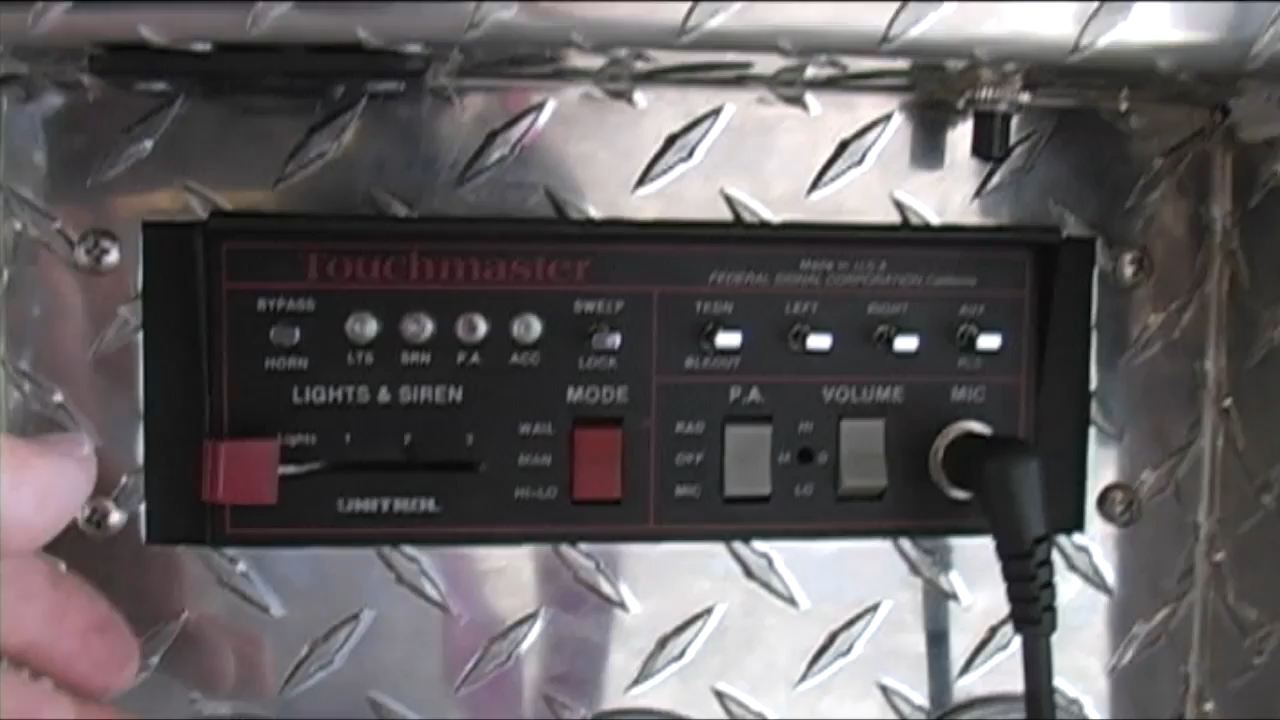 Touchmaster
Made in U.S.A
FEDERAL SIGNAL CORPORATION
BYPASS
HORN
LTS SRN P.A ACC
SWEEP
LOCK
LEFT RIGHT AUX
BLKOUT
LIGHTS & SIREN
MODE
P.A. VOLUME MIC
Lights 1 2 3
WAIL
MAN
HI-LO
RAD
OFF
MIC
HI
LO
UNITROL